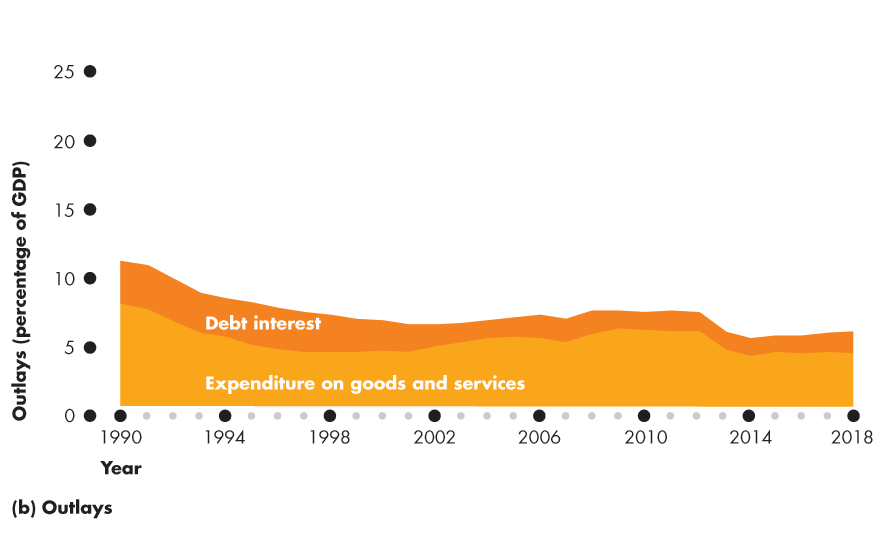 25
20
15
10
5
0
Outlays (percentage of GDP)
Debt interest
Expenditure on goods and services
1990 1994 1998 2002 2006 2010 2014 2018
Year
(b) Outlays